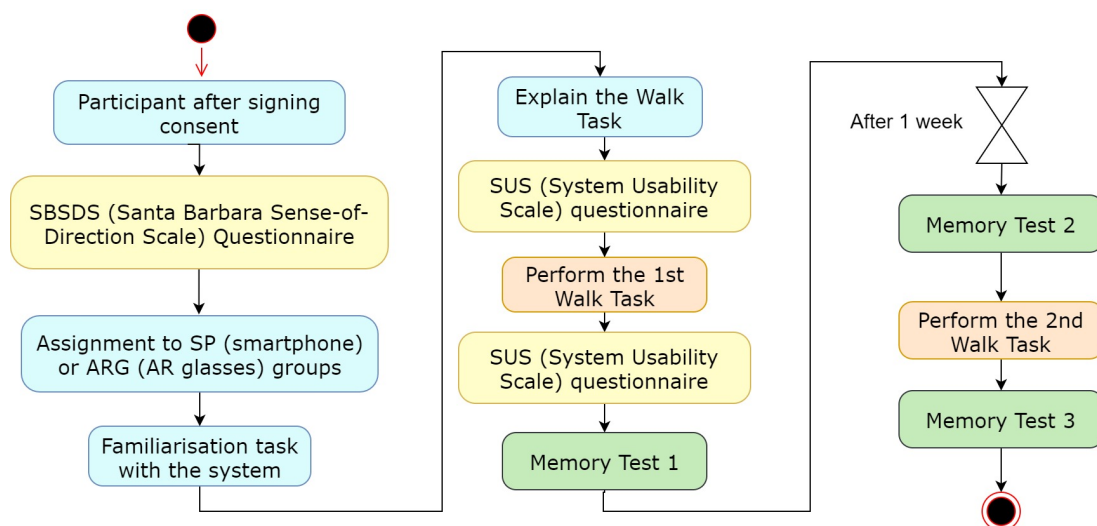 Participant after signing
consent
SBSDS (Santa Barbara Sense-of-
Direction Scale) Questionnaire
Assignment to SP (smartphone)
or ARG (AR glasses) groups
Familiarisation task
with the system
Explain the Walk
Task
SUS (System Usability
Scale) questionnaire
Perform the 1st
Walk Task
SUS (System Usability
Scale) questionnaire
Memory Test 1
After 1 week
Memory Test 2
Perform the 2nd
Walk Task
Memory Test 3